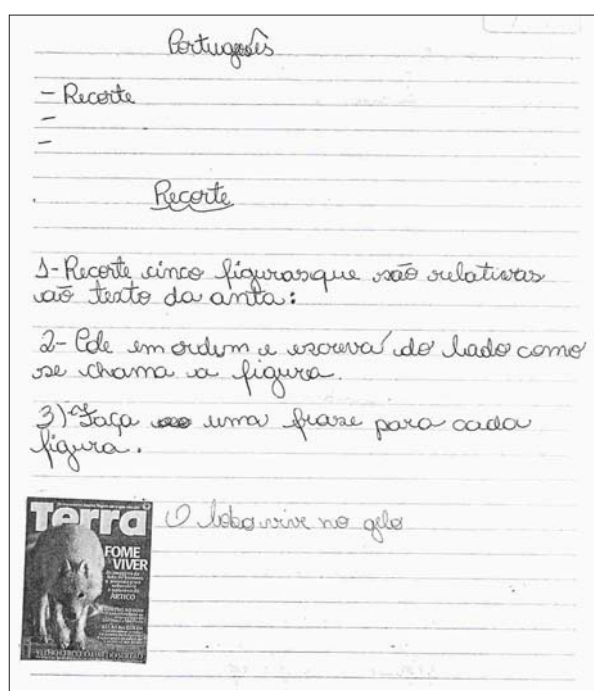 Português
- Recorte
-
-
Recorte
1- Recorte cinco figuras que são relativas
aõ texto da anta:
2- Cole em ordem e escreva do lado como
se chama a figura.
3) Faça uma frase para cada
figura.
Terra
O lobo vive no gelo
FOME
VIVER
ÁRTICO